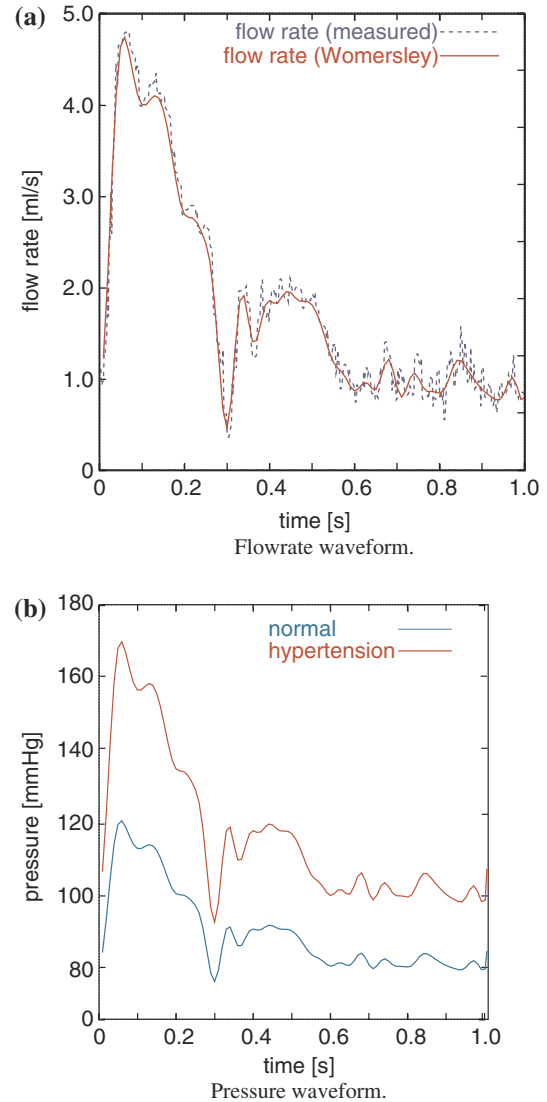 (a)
5.0
4.0
3.0
2.0
1.0
0
flow rate [ml/s]
flow rate (measured)
flow rate (Womersley)
0 0.2 0.4 0.6 0.8 1.0
time [s]
Flowrate waveform.
(b)
180
160
140
120
100
80
0
pressure [mmHg]
normal
hypertension
0 0.2 0.4 0.6 0.8 1.0
time [s]
Pressure waveform.